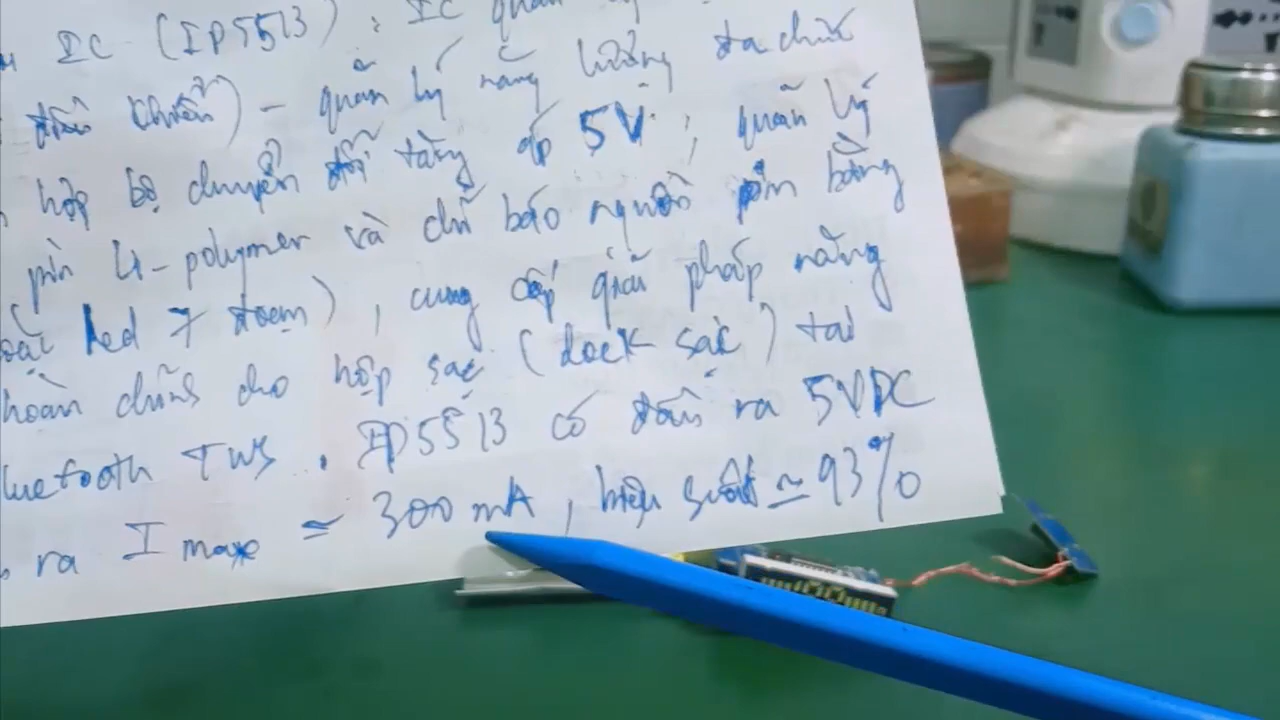 IC (IP5513) : IC quản lý
điều khiển) - quản lý năng lượng đa chức
hợp bộ chuyển đổi tăng áp 5V, quản lý
pin Li-polymer và chỉ báo nguồn pin bằng
led 7 đoạn), cung cấp giải pháp năng
hoàn chỉnh cho hộp sạc (dock sạc) tai
luetooth TWS. IP5513 có đầu ra 5VDC
ra I max ≃ 300 mA, hiệu suất ≃ 93%